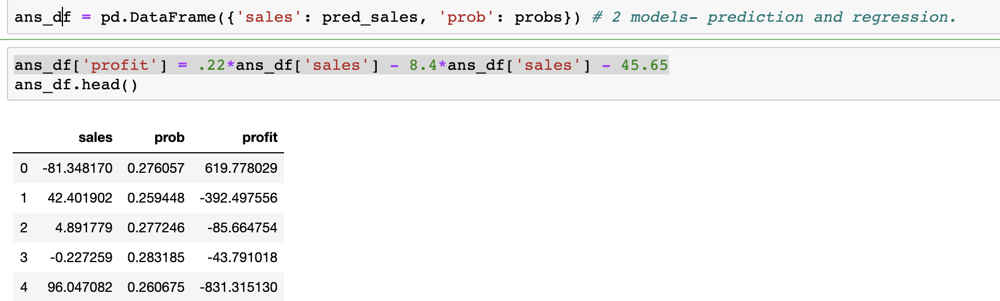 ans_df = pd.DataFrame({'sales': pred_sales, 'prob': probs}) # 2 models- prediction and regression.
ans_df['profit'] = .22*ans_df['sales'] - 8.4*ans_df['sales'] - 45.65
ans_df.head()
sales prob profit
0 -81.348170 0.276057 619.778029
1 42.401902 0.259448 -392.497556
2 4.891779 0.277246 -85.664754
3 -0.227259 0.283185 -43.791018
4 96.047082 0.260675 -831.315130